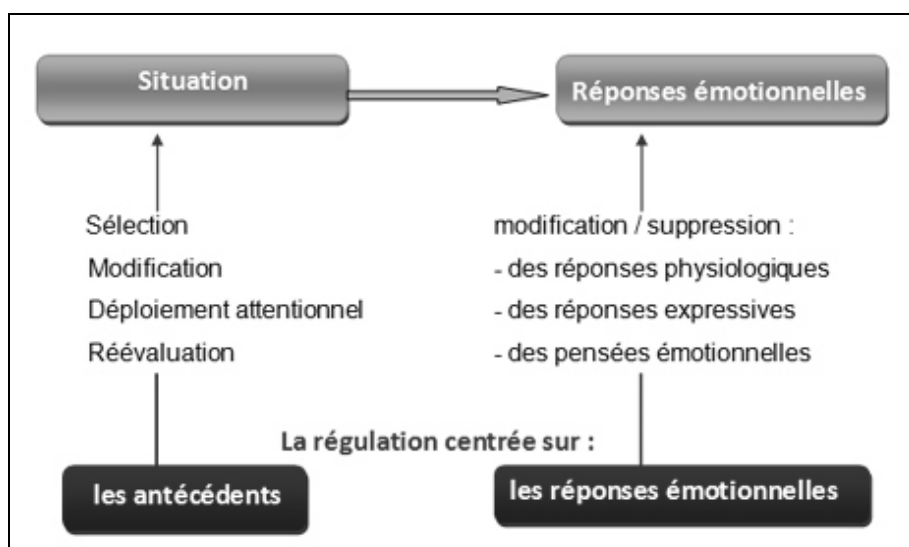 Situation
Réponses émotionnelles
Sélection
Modification
Déploiement attentionnel
Réévaluation
modification / suppression :
- des réponses physiologiques
- des réponses expressives
- des pensées émotionnelles
La régulation centrée sur :
les antécédents
les réponses émotionnelles